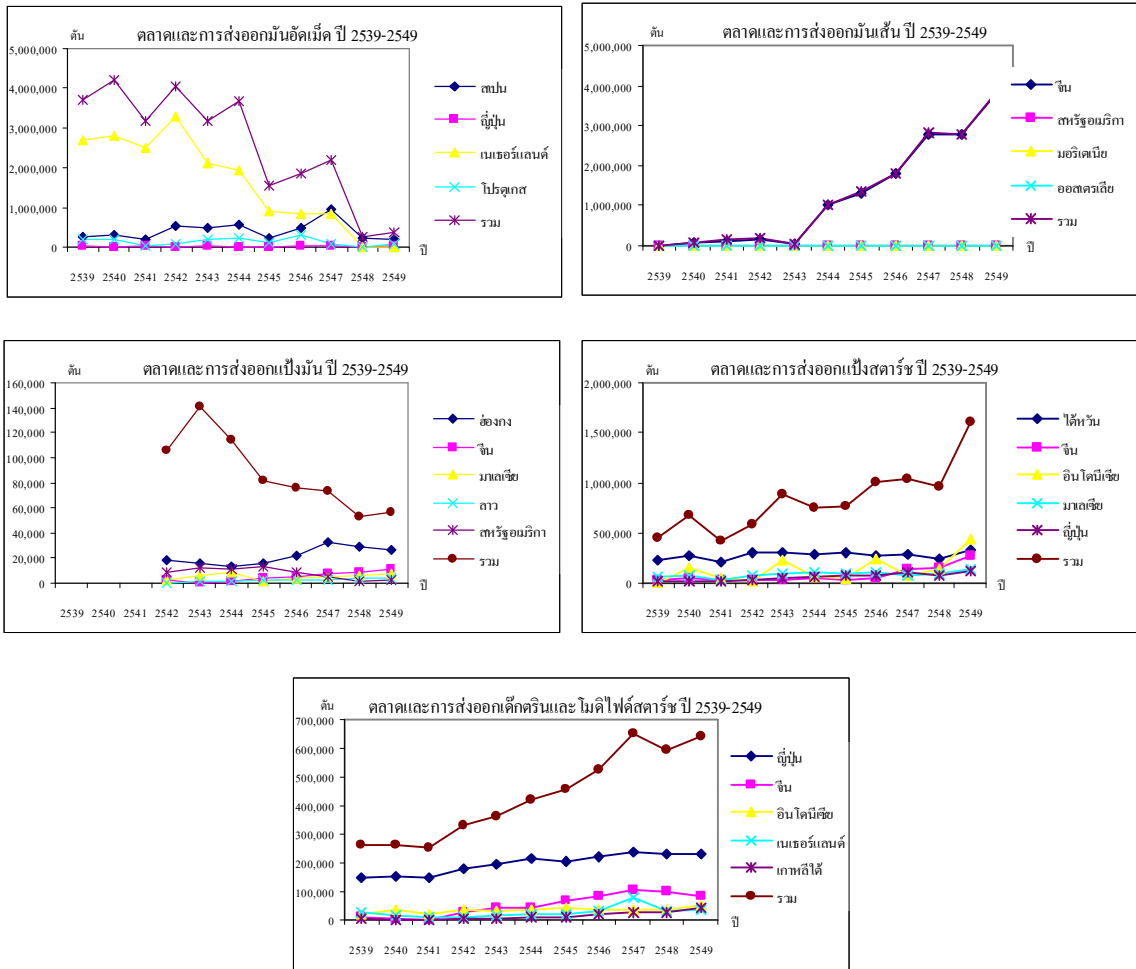 ตัน
ตลาดและการส่งออกมันอัดเม็ด ปี 2539-2549
5,000,000
4,000,000
3,000,000
2,000,000
1,000,000
0
2539 2540 2541 2542 2543 2544 2545 2546 2547 2548 2549
ปี
สเปน
ญี่ปุ่น
เนเธอร์แลนด์
โปรตุเกส
รวม
ตัน
ตลาดและการส่งออกมันเส้น ปี 2539-2549
5,000,000
4,000,000
3,000,000
2,000,000
1,000,000
0
2539 2540 2541 2542 2543 2544 2545 2546 2547 2548 2549
ปี
จีน
สหรัฐอเมริกา
มอริเตเนีย
ออสเตรเลีย
รวม
ตัน
ตลาดและการส่งออกแป้งมัน ปี 2539-2549
160,000
140,000
120,000
100,000
80,000
60,000
40,000
20,000
0
2539 2540 2541 2542 2543 2544 2545 2546 2547 2548 2549
ปี
ฮ่องกง
จีน
มาเลเซีย
ลาว
สหรัฐอเมริกา
รวม
ตัน
ตลาดและการส่งออกแป้งสตาร์ช ปี 2539-2549
2,000,000
1,500,000
1,000,000
500,000
0
2539 2540 2541 2542 2543 2544 2545 2546 2547 2548 2549
ปี
ไต้หวัน
จีน
อินโดนีเซีย
มาเลเซีย
ญี่ปุ่น
รวม
ตัน
ตลาดและการส่งออกเด๊กตรินและโมดิไฟด์สตาร์ช ปี 2539-2549
700,000
600,000
500,000
400,000
300,000
200,000
100,000
0
2539 2540 2541 2542 2543 2544 2545 2546 2547 2548 2549
ปี
ญี่ปุ่น
จีน
อินโดนีเซีย
เนเธอร์แลนด์
เกาหลีใต้
รวม